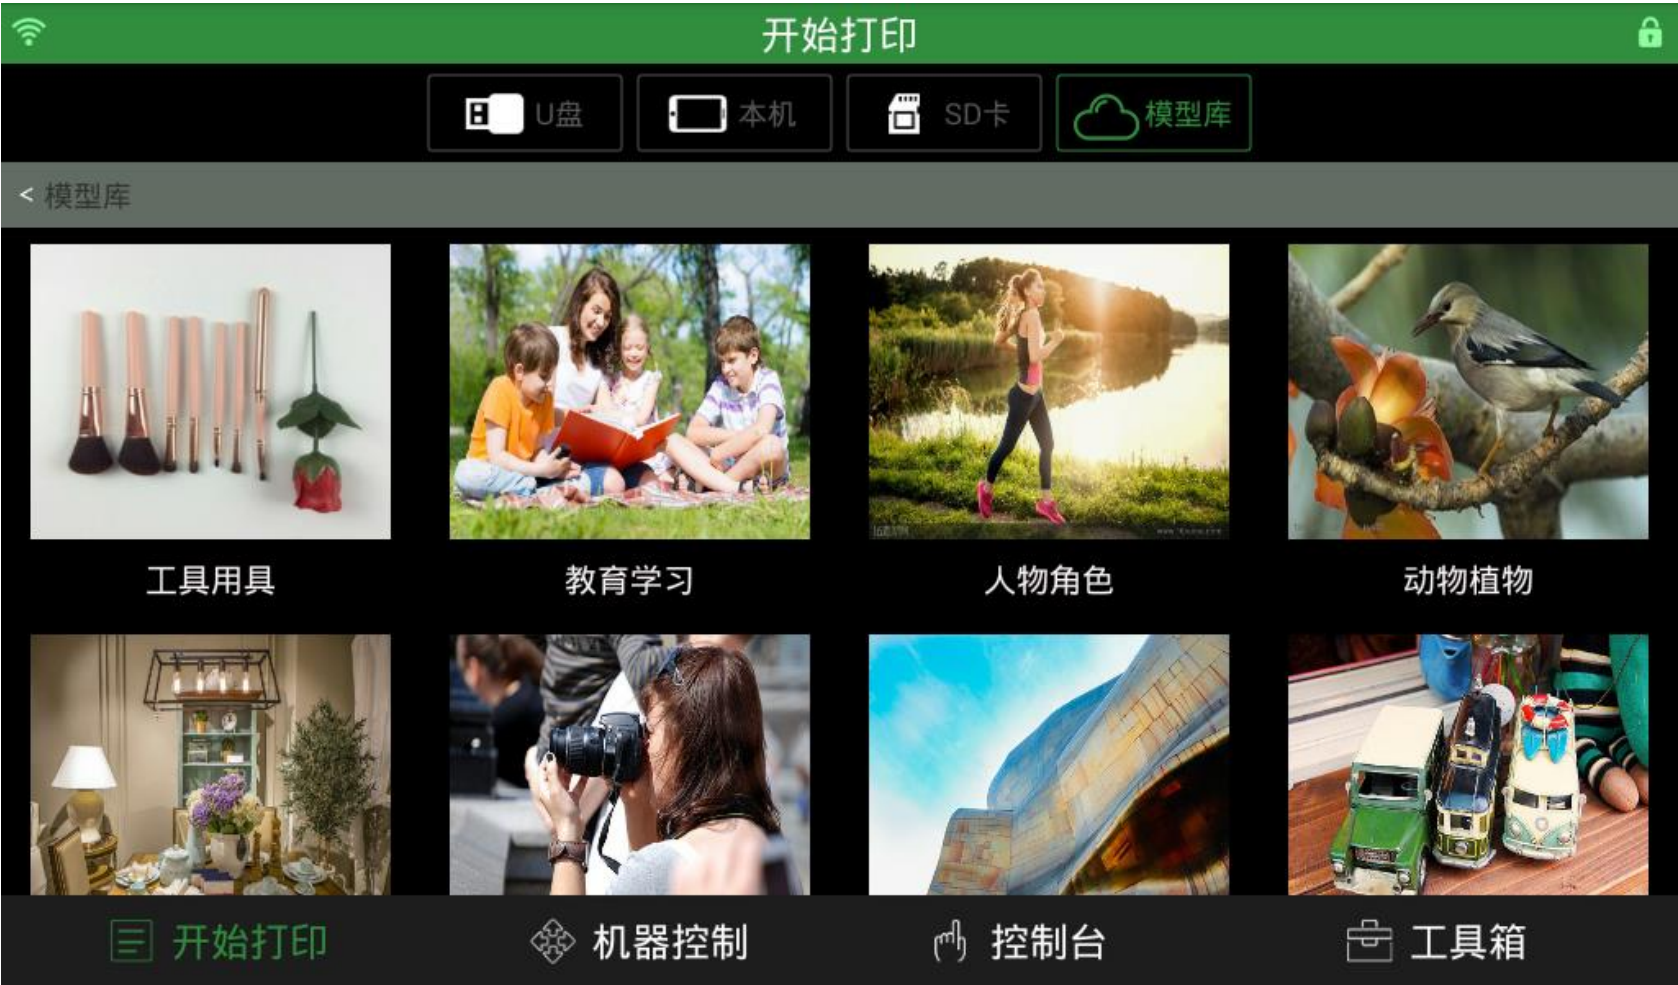 开始打印
U盘 本机 SD卡 模型库
< 模型库
工具用具 教育学习 人物角色 动物植物
开始打印 机器控制 控制台 工具箱